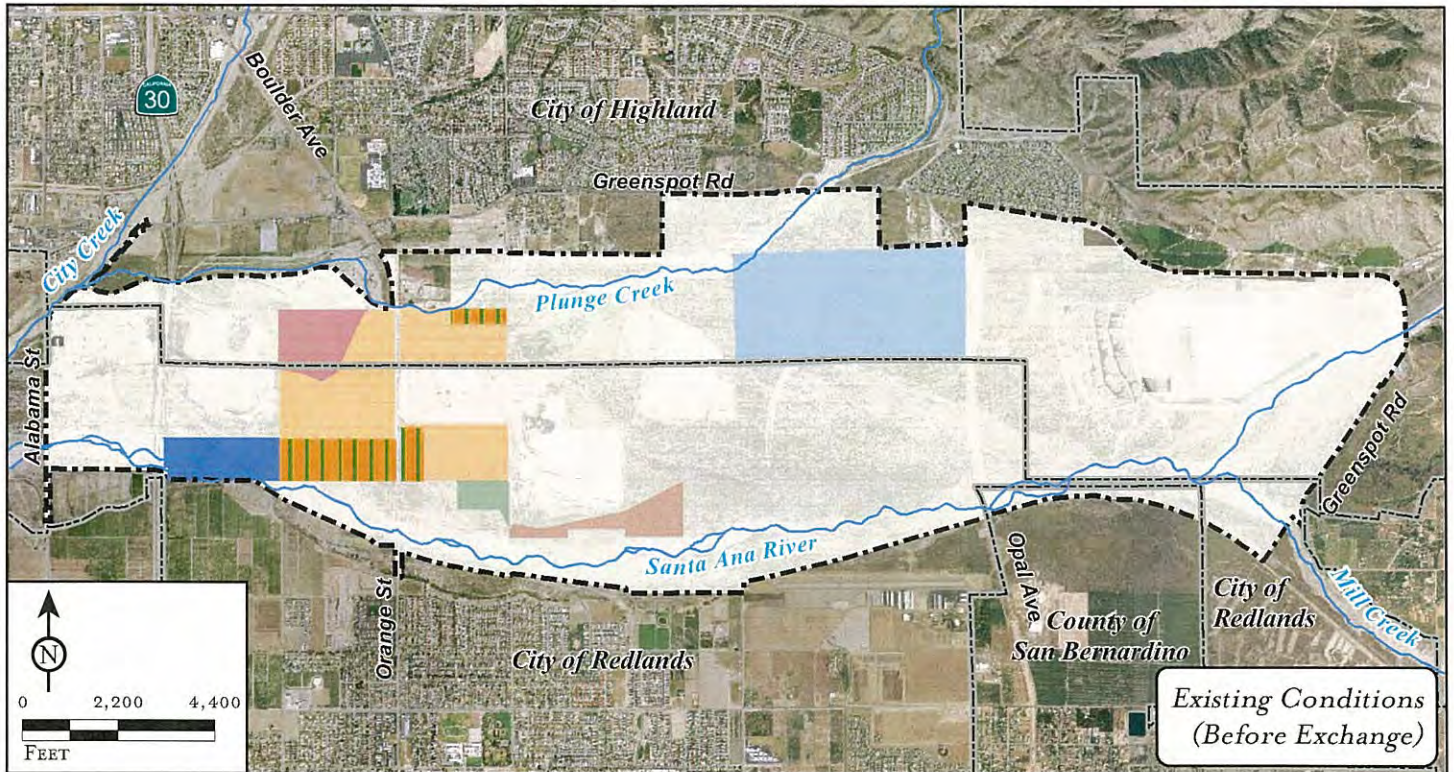 CALIFORNIA
30
Boulder Ave
City of Highland
Greenspot Rd
City Creek
Plunge Creek
Alabama St
Greenspot Rd
Santa Ana River
Orange St
Opal Ave.
Mill Creek
City of Redlands
County of
San Bernardino
City of
Redlands
N
0 2,200 4,400
FEET
Existing Conditions
(Before Exchange)